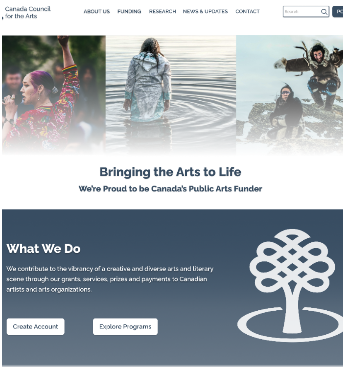 Canada Council
for the Arts
ABOUT US FUNDING RESEARCH NEWS & UPDATES CONTACT
Search
Bringing the Arts to Life
We're Proud to be Canada's Public Arts Funder
What We Do
We contribute to the vibrancy of a creative and diverse arts and literary
scene through our grants, services, prizes and payments to Canadian
artists and arts organizations.
Create Account Explore Programs